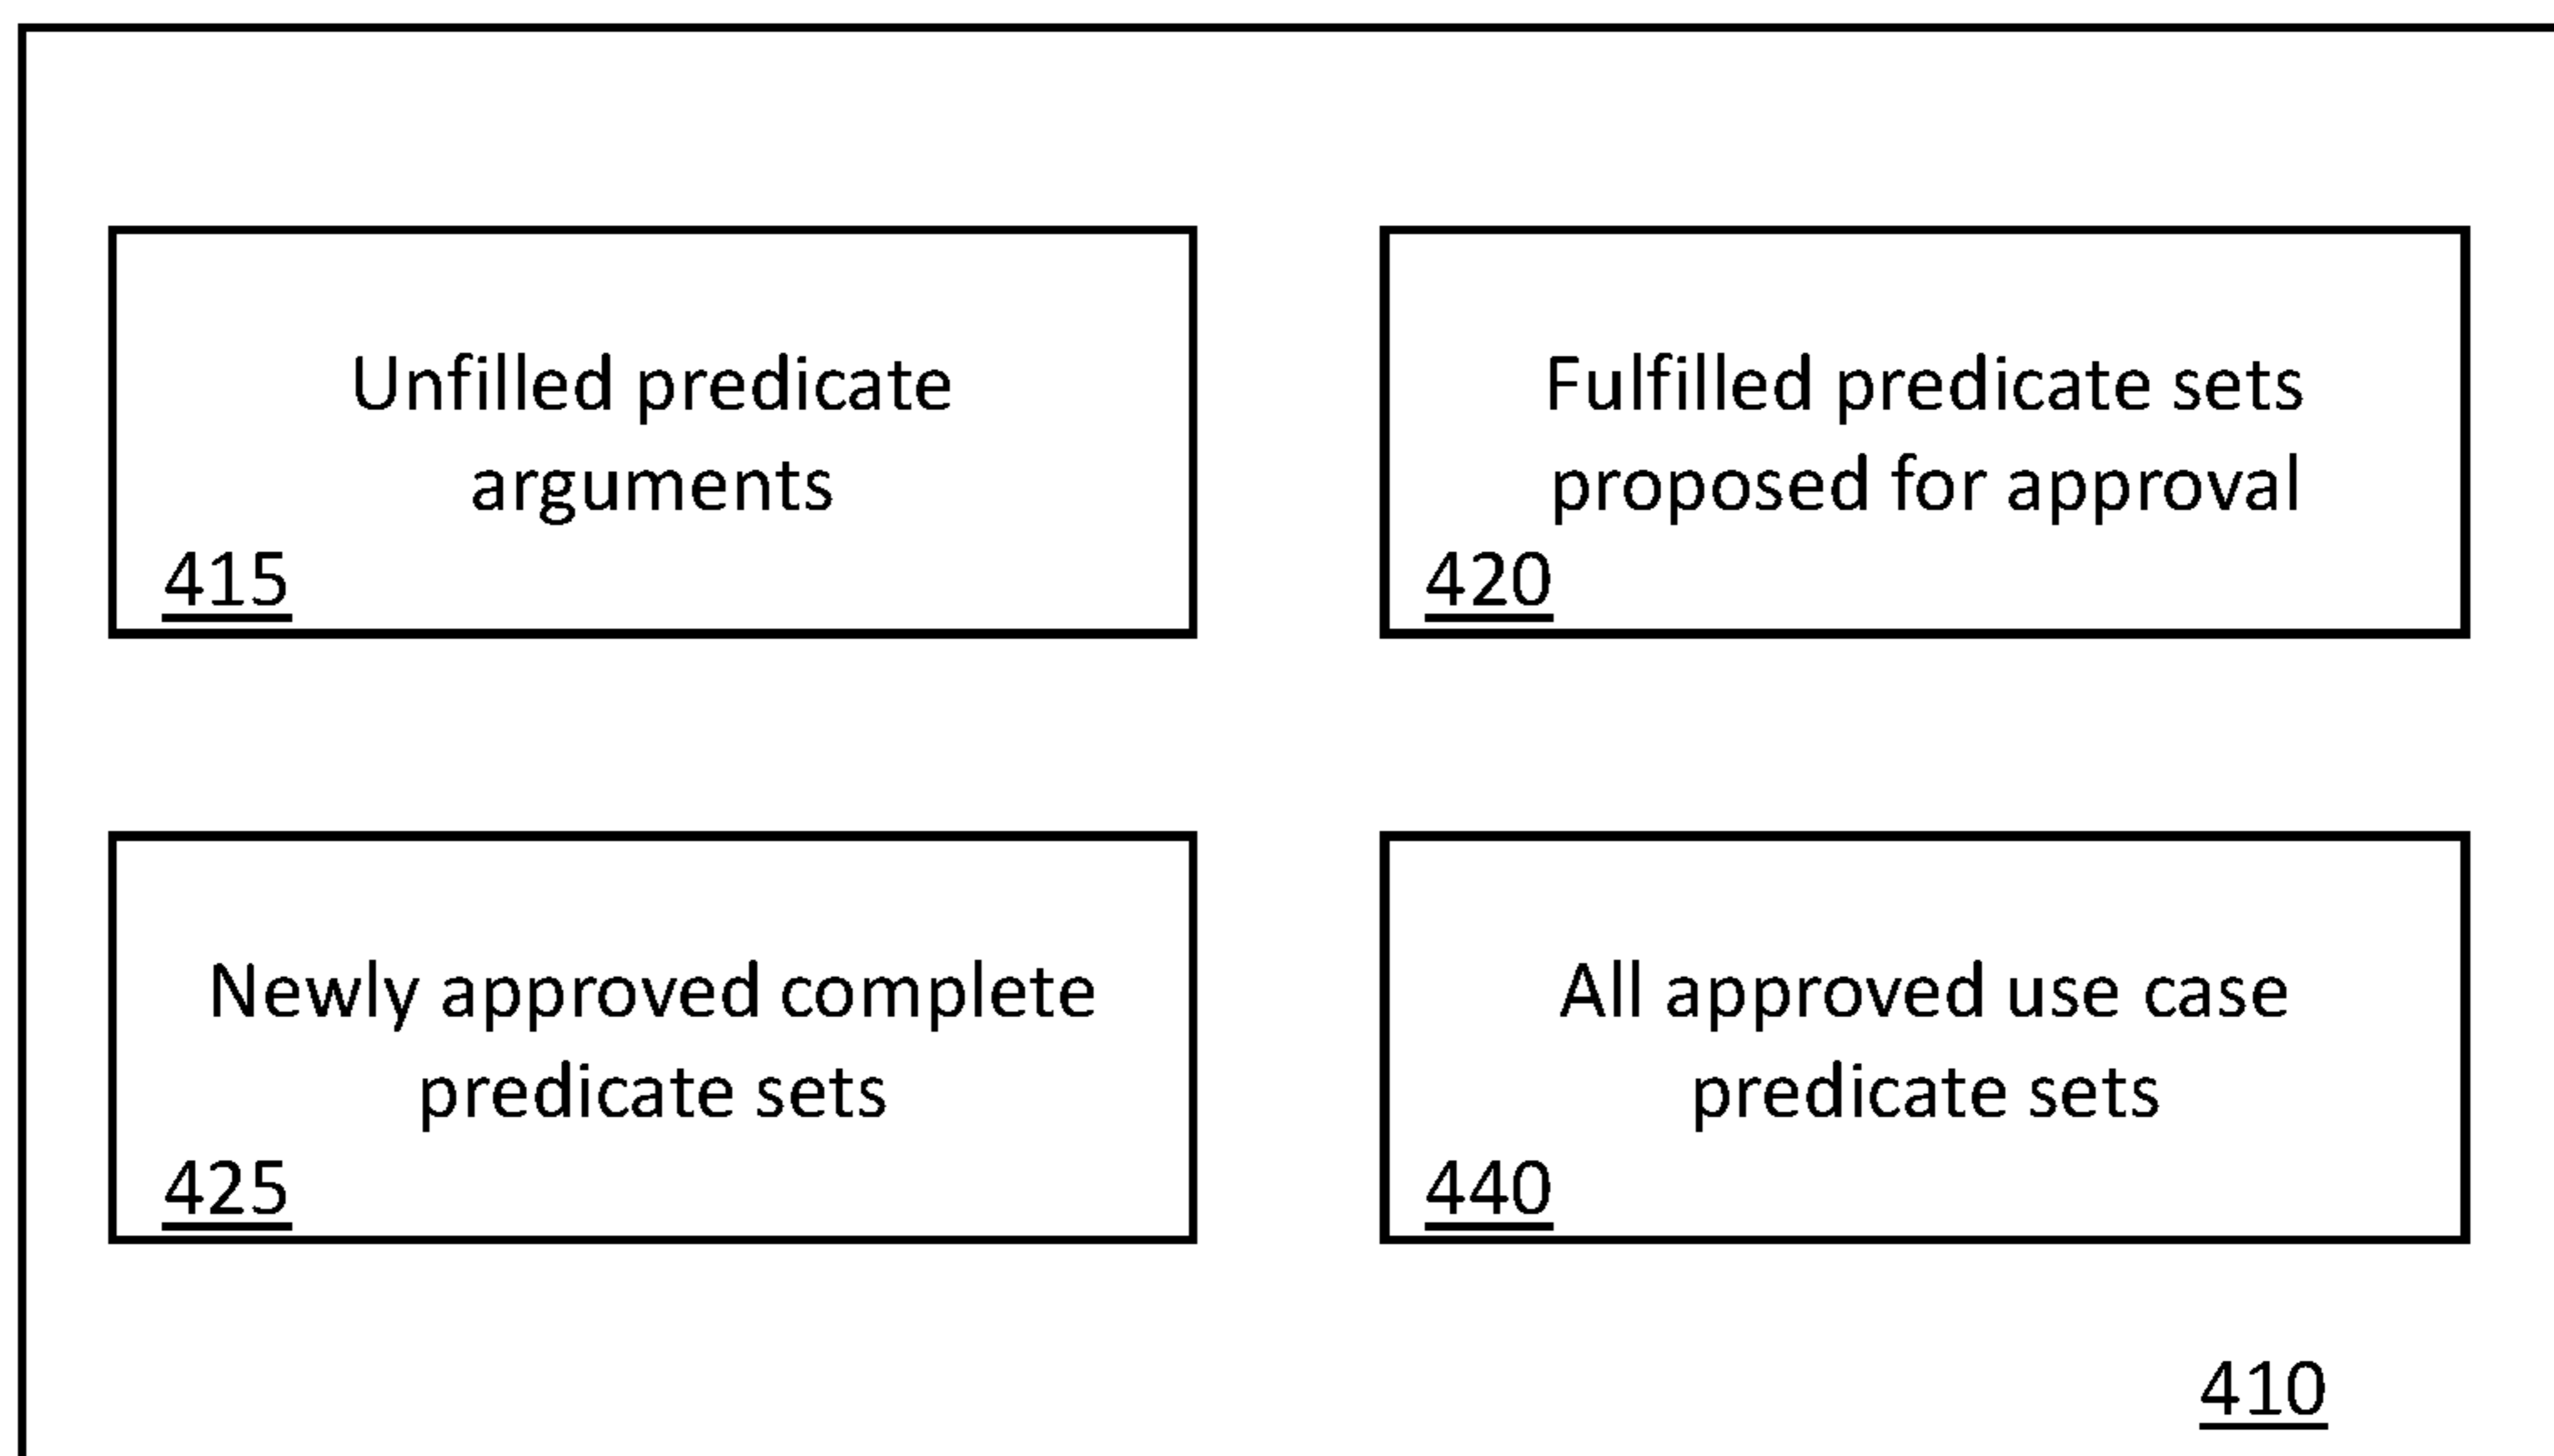 Unfilled predicate
arguments
415
Fulfilled predicate sets
proposed for approval
420
Newly approved complete
predicate sets
425
All approved use case
predicate sets
440
410